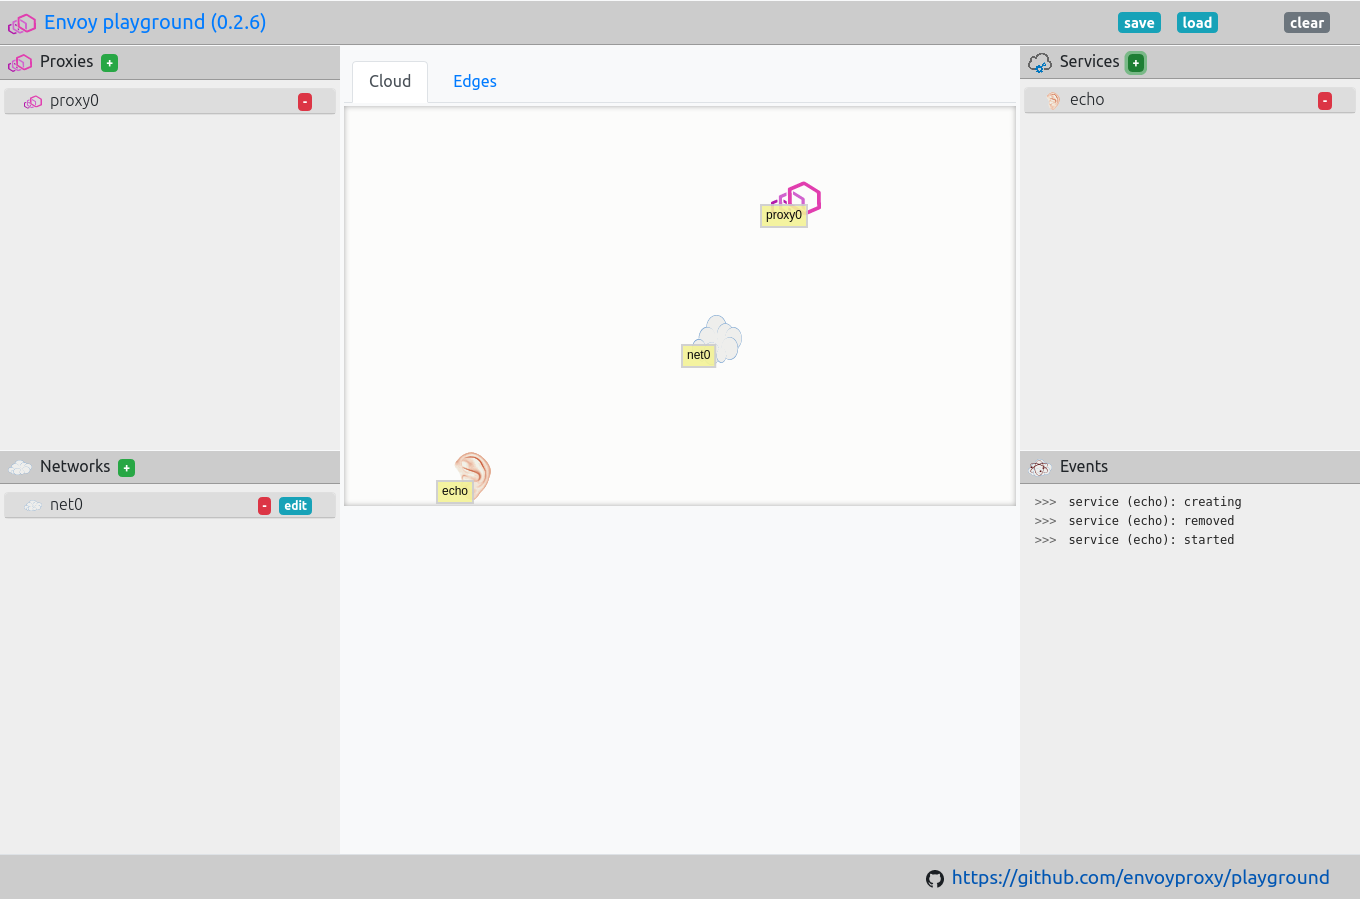 Envoy playground (0.2.6)
save load clear
Proxies +
proxy0 -
Cloud Edges
proxy0
net0
echo
Services +
echo -
Networks +
net0 - edit
Events
>>> service (echo): creating
>>> service (echo): removed
>>> service (echo): started
https://github.com/envoyproxy/playground